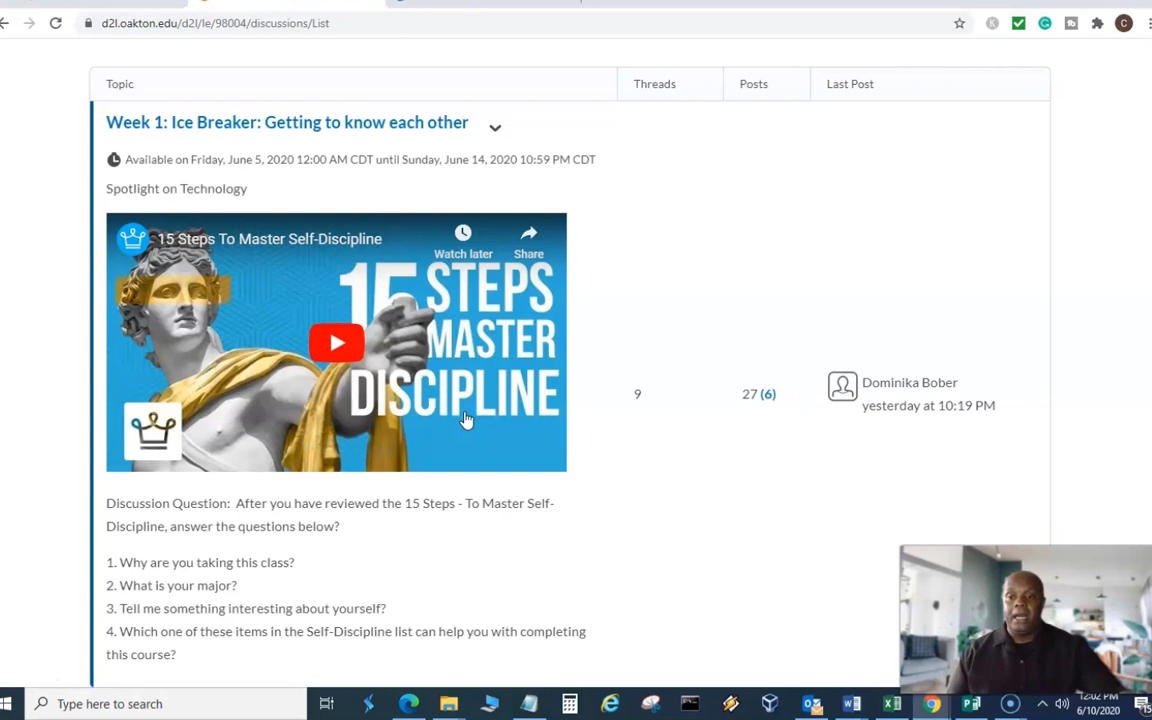 d2l.oakton.edu/d2l/le/98004/discussions/List
K
C
Topic
Threads
Posts
Last Post
Week 1: Ice Breaker: Getting to know each other
Available on Friday, June 5, 2020 12:00 AM CDT until Sunday, June 14, 2020 10:59 PM CDT
Spotlight on Technology
15 Steps To Master Self-Discipline
Watch later
Share
15 STEPS
MASTER
DISCIPLINE
9
27 (6)
Dominika Bober
yesterday at 10:19 PM
Discussion Question: After you have reviewed the 15 Steps - To Master Self-
Discipline, answer the questions below?
1. Why are you taking this class?
2. What is your major?
3. Tell me something interesting about yourself?
4. Which one of these items in the Self-Discipline list can help you with completing
this course?
Type here to search
12:02 PM
6/10/2020